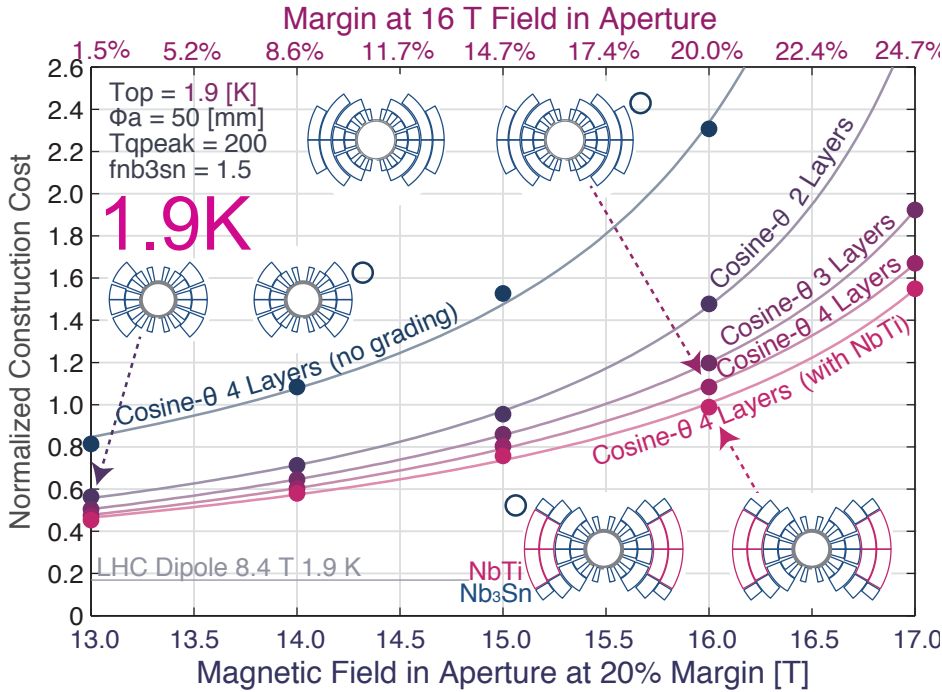 Margin at 16 T Field in Aperture
1.5% 5.2% 8.6% 11.7% 14.7% 17.4% 20.0% 22.4% 24.7%
Normalized Construction Cost
2.6
2.4
2.2
2.0
1.8
1.6
1.4
1.2
1.0
0.8
0.6
0.4
0.2
0
Top = 1.9 [K]
Φa = 50 [mm]
Tqpeak = 200
fnb3sn = 1.5
1.9K
Cosine-θ 4 Layers (no grading)
Cosine-θ 2 Layers
Cosine-θ 3 Layers
Cosine-θ 4 Layers
Cosine-θ 4 Layers (with NbTi)
LHC Dipole 8.4 T 1.9 K
NbTi
Nb₃Sn
13.0 13.5 14.0 14.5 15.0 15.5 16.0 16.5 17.0
Magnetic Field in Aperture at 20% Margin [T]